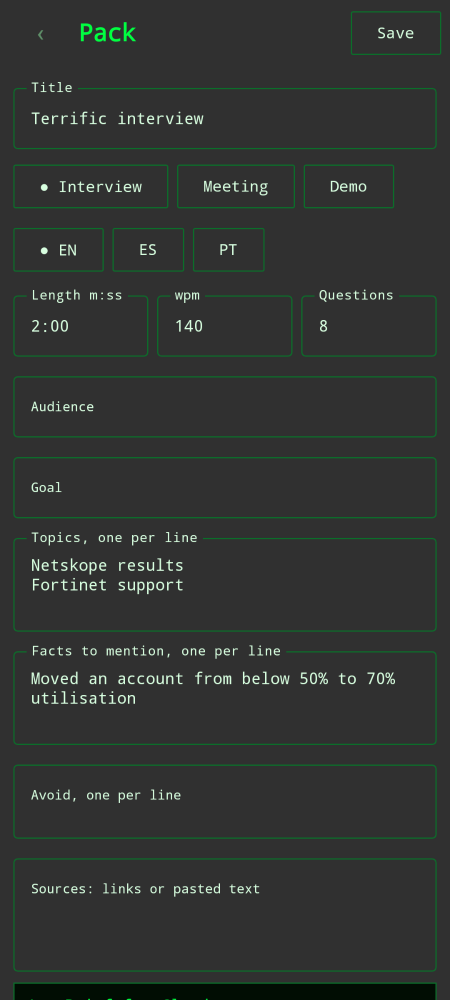 ‹ Pack Save
Title
Terrific interview
● Interview Meeting Demo
● EN ES PT
Length m:ss wpm Questions
2:00 140 8
Audience
Goal
Topics, one per line
Netskope results
Fortinet support
Facts to mention, one per line
Moved an account from below 50% to 70%
utilisation
Avoid, one per line
Sources: links or pasted text